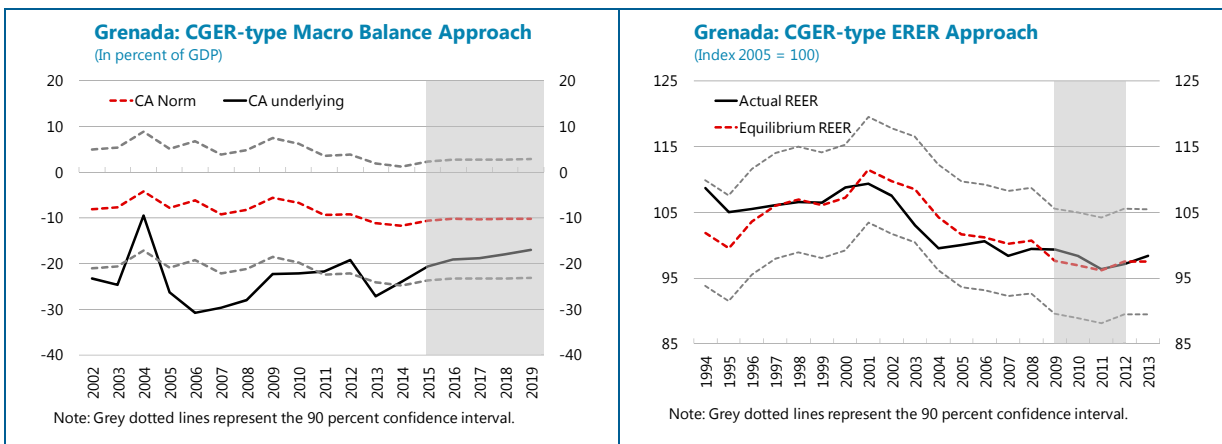 Grenada: CGER-type Macro Balance Approach
(In percent of GDP)
20 20
10 10
0 0
-10 -10
-20 -20
-30 -30
-40 -40
CA Norm CA underlying
2002 2003 2004 2005 2006 2007 2008 2009 2010 2011 2012 2013 2014 2015 2016 2017 2018 2019
Note: Grey dotted lines represent the 90 percent confidence interval.
Grenada: CGER-type ERER Approach
(Index 2005 = 100)
125 125
115 115
105 105
95 95
85 85
Actual REER
Equilibrium REER
1994 1995 1996 1997 1998 1999 2000 2001 2002 2003 2004 2005 2006 2007 2008 2009 2010 2011 2012 2013
Note: Grey dotted lines represent the 90 percent confidence interval.